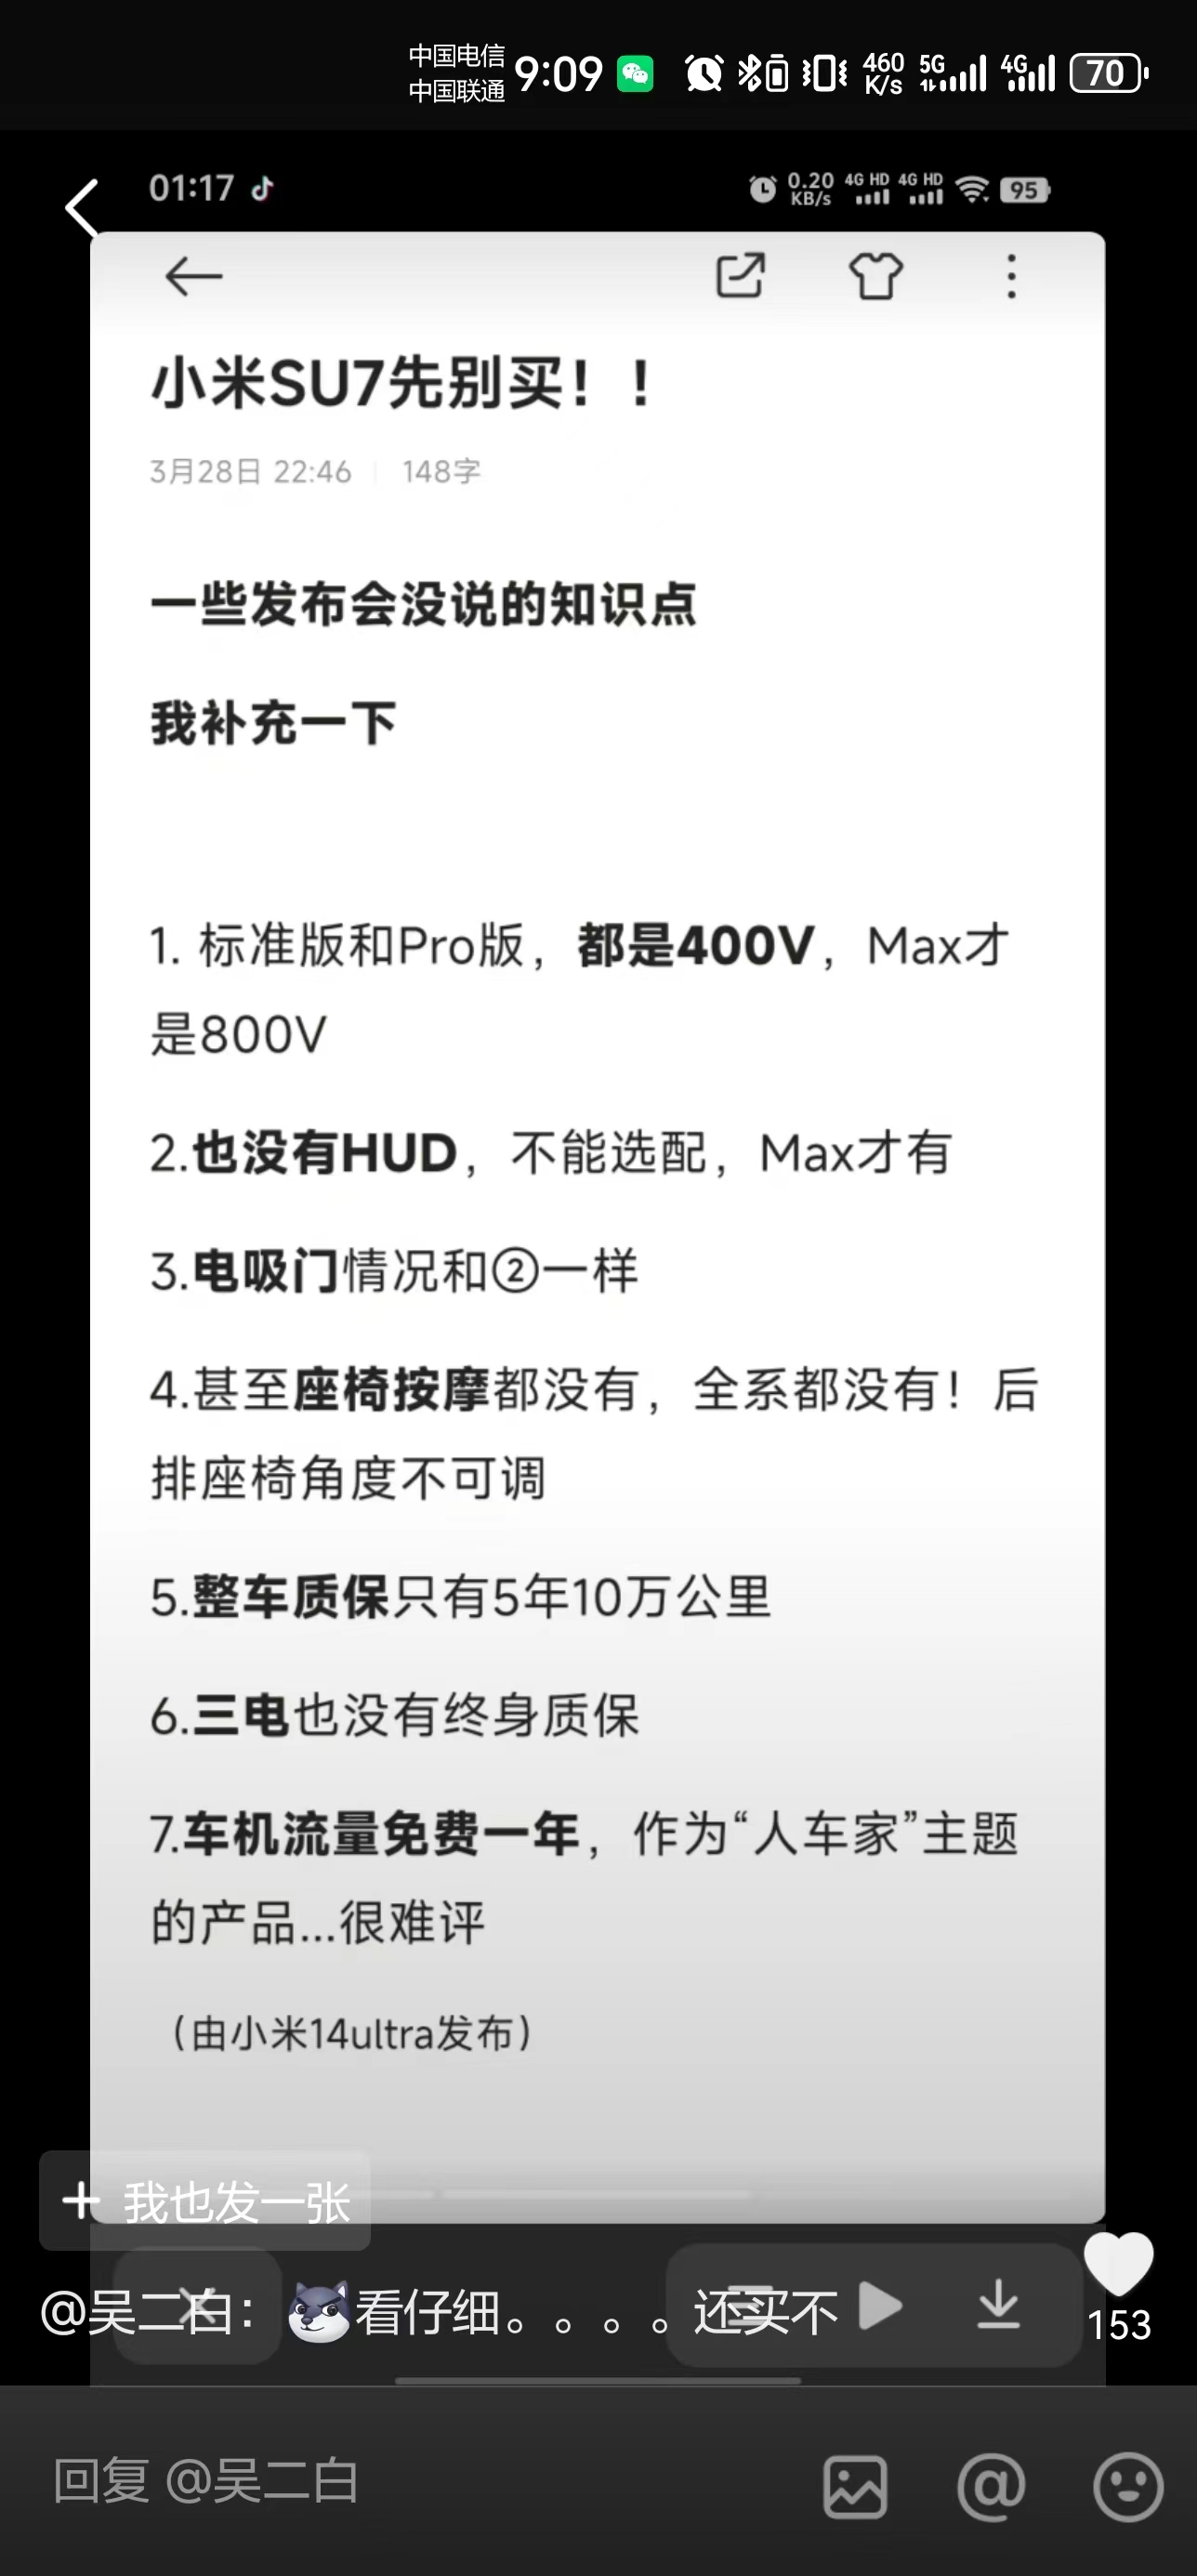 中国电信
中国联通
9:09
460
K/s
5G
4G
70
01:17
0.20
KB/s
4G HD 4G HD
95
小米SU7先别买！！
3月28日 22:46 | 148字
一些发布会没说的知识点
我补充一下
1. 标准版和Pro版，都是400V，Max才
是800V
2.也没有HUD，不能选配，Max才有
3.电吸门情况和②一样
4.甚至座椅按摩都没有，全系都没有！后
排座椅角度不可调
5.整车质保只有5年10万公里
6.三电也没有终身质保
7.车机流量免费一年，作为“人车家”主题
的产品...很难评
（由小米14ultra发布）
+ 我也发一张
@吴二白：看仔细。。。。还买不
153
回复 @吴二白
@